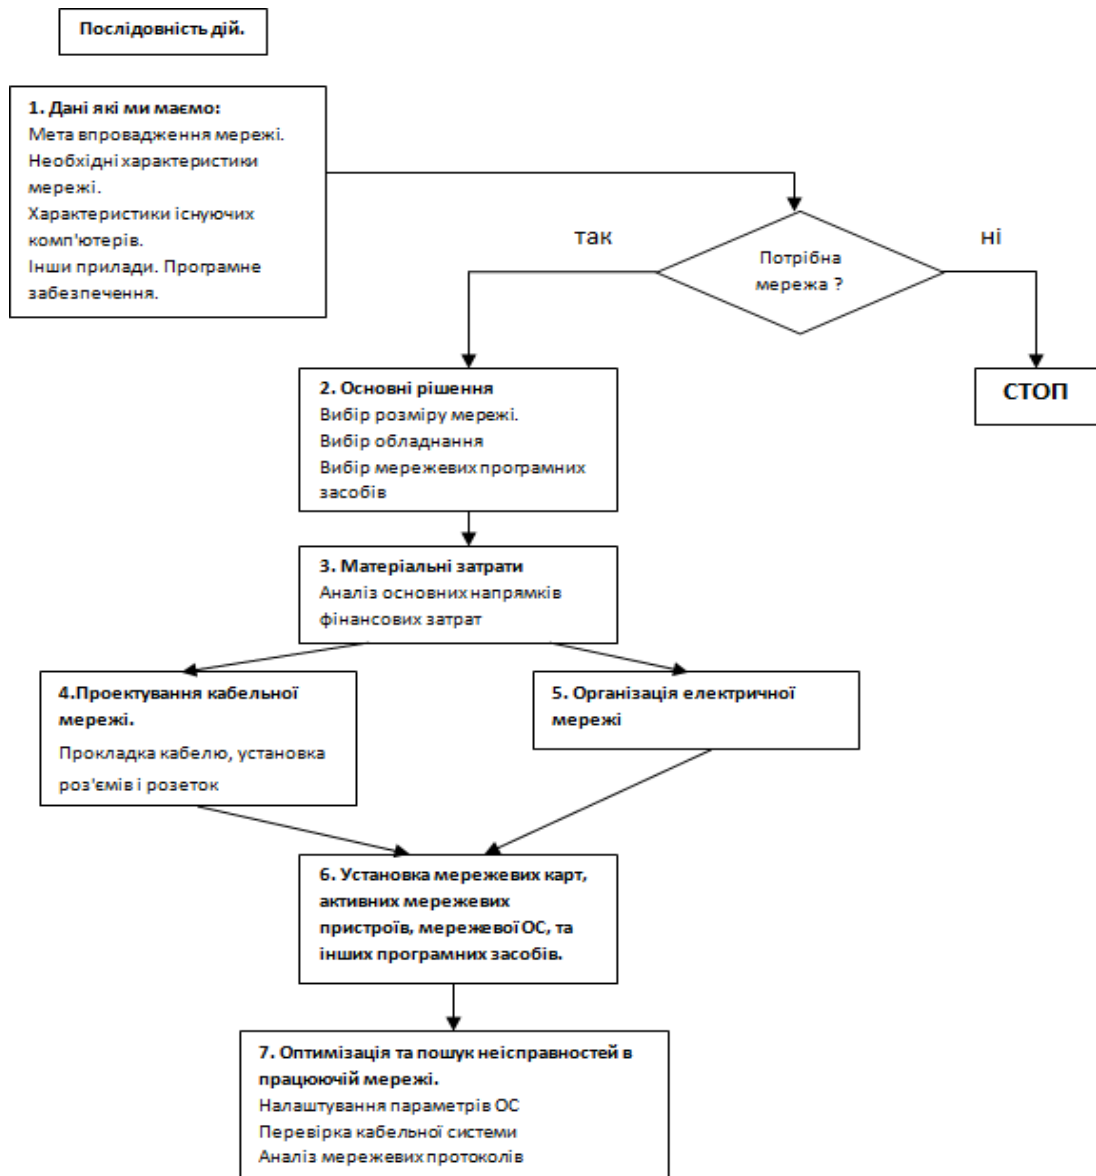 Послідовність дій.
1. Дані які ми маємо:
Мета впровадження мережі.
Необхідні характеристики
мережі.
Характеристики існуючих
комп'ютерів.
Інши прилади. Програмне
забезпечення.
так
ні
Потрібна
мережа ?
2. Основні рішення
Вибір розміру мережі.
Вибір обладнання
Вибір мережевих програмних
засобів
СТОП
3. Матеріальні затрати
Аналіз основних напрямків
фінансових затрат
4.Проектування кабельної
мережі.
Прокладка кабелю, установка
роз'ємів і розеток
5. Організація електричної
мережі
6. Установка мережевих карт,
активних мережевих
пристроїв, мережевої ОС, та
інших програмних засобів.
7. Оптимізація та пошук неісправностей в
працюючій мережі.
Налаштування параметрів ОС
Перевірка кабельної системи
Аналіз мережевих протоколів